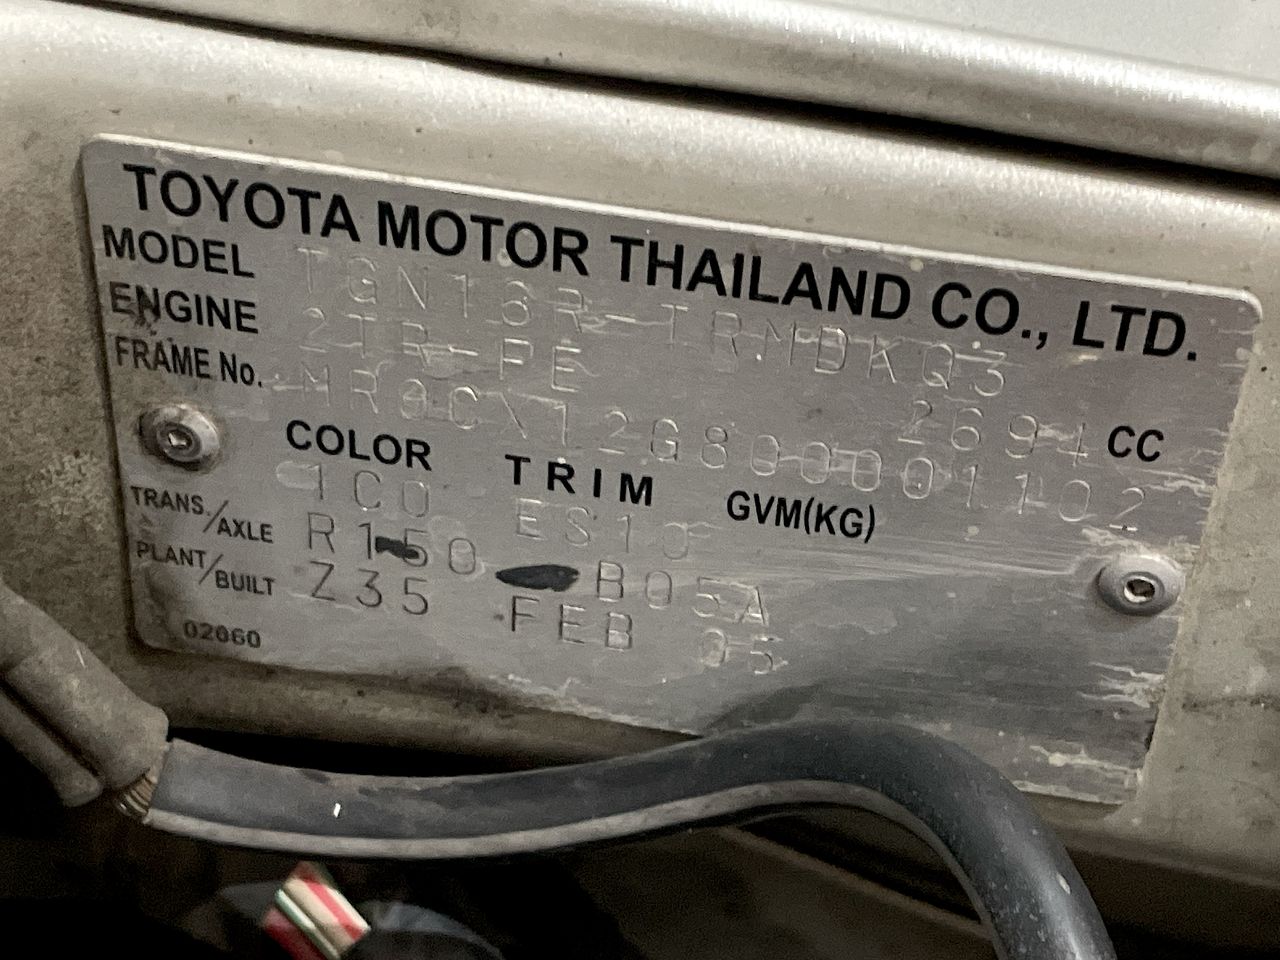 TOYOTA MOTOR THAILAND CO., LTD.
MODEL TGN16R-TRMDKQ3
ENGINE 2TR-FE 2694 CC
FRAME No. MR0CX12G800001102
COLOR TRIM GVM(KG)
1C0 ES10
TRANS./AXLE R150 B05A
PLANT/BUILT Z35 FEB 05
02060